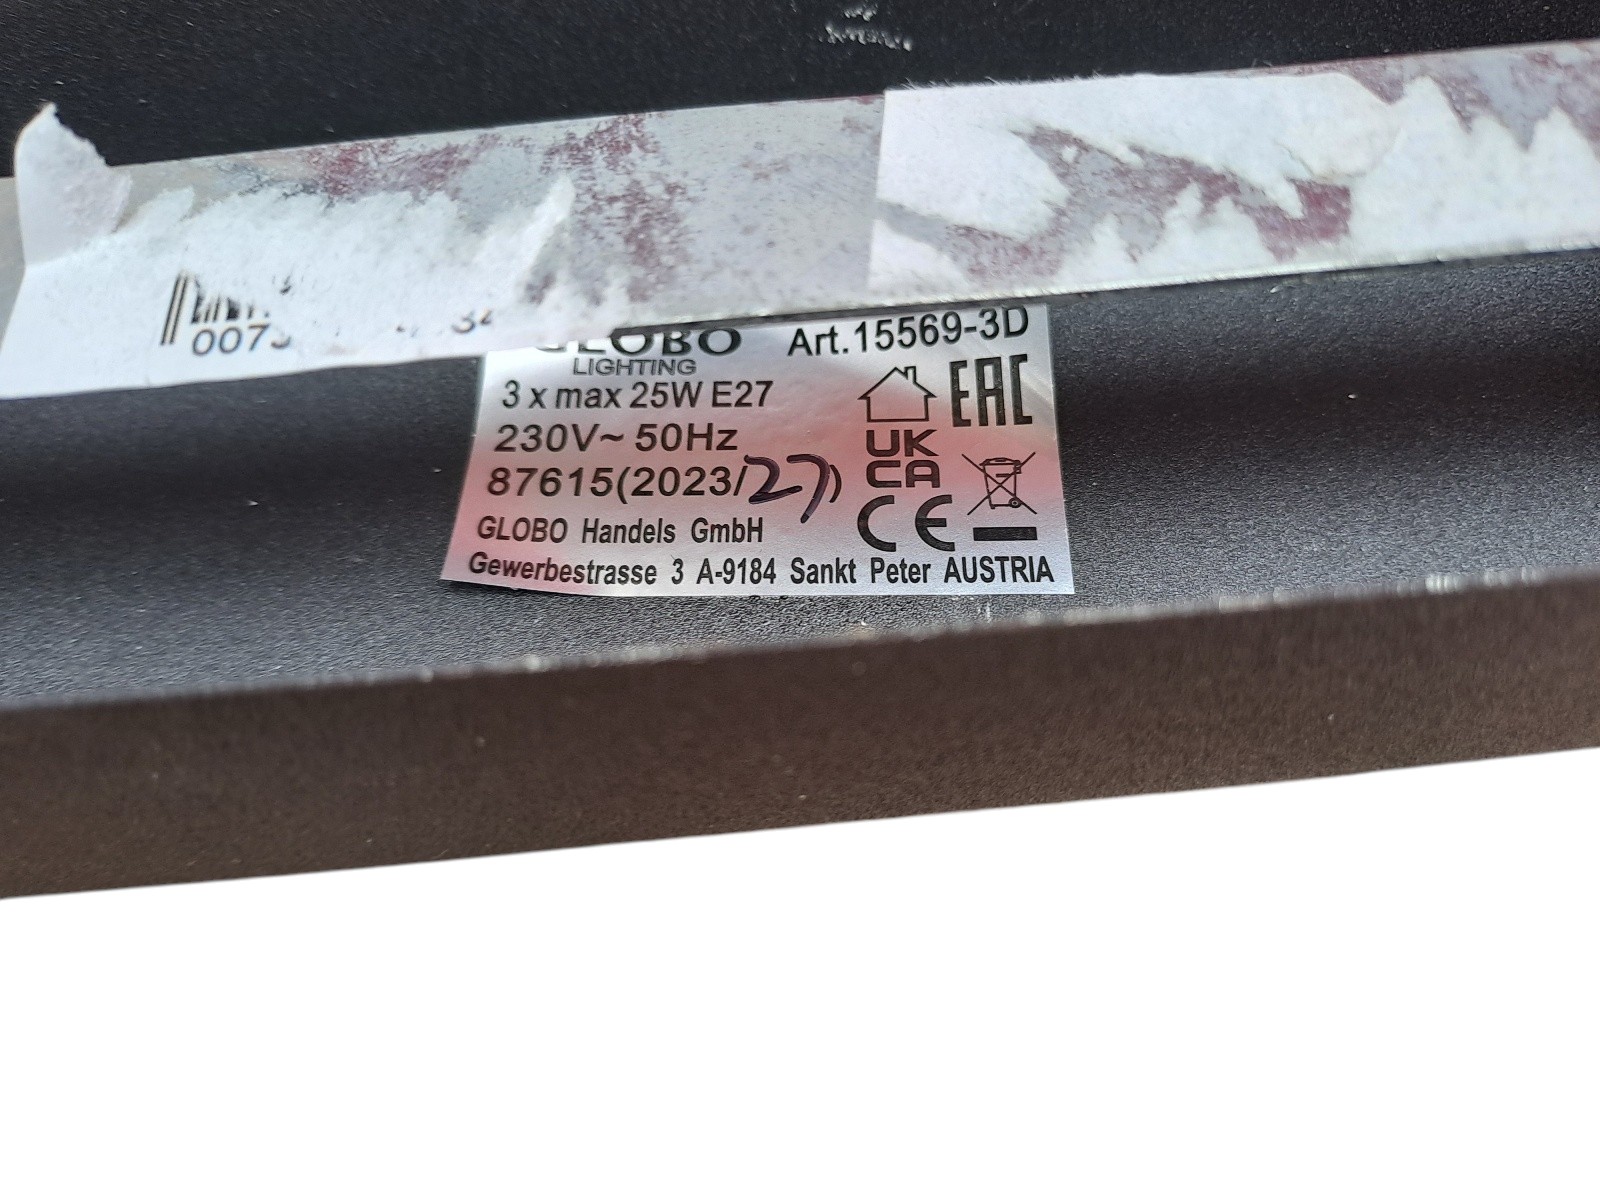 GLOBO
LIGHTING
Art.15569-3D
3 x max 25W E27
230V~ 50Hz
87615(2023/27)
EAC
UK
CA
CE
GLOBO Handels GmbH
Gewerbestrasse 3 A-9184 Sankt Peter AUSTRIA